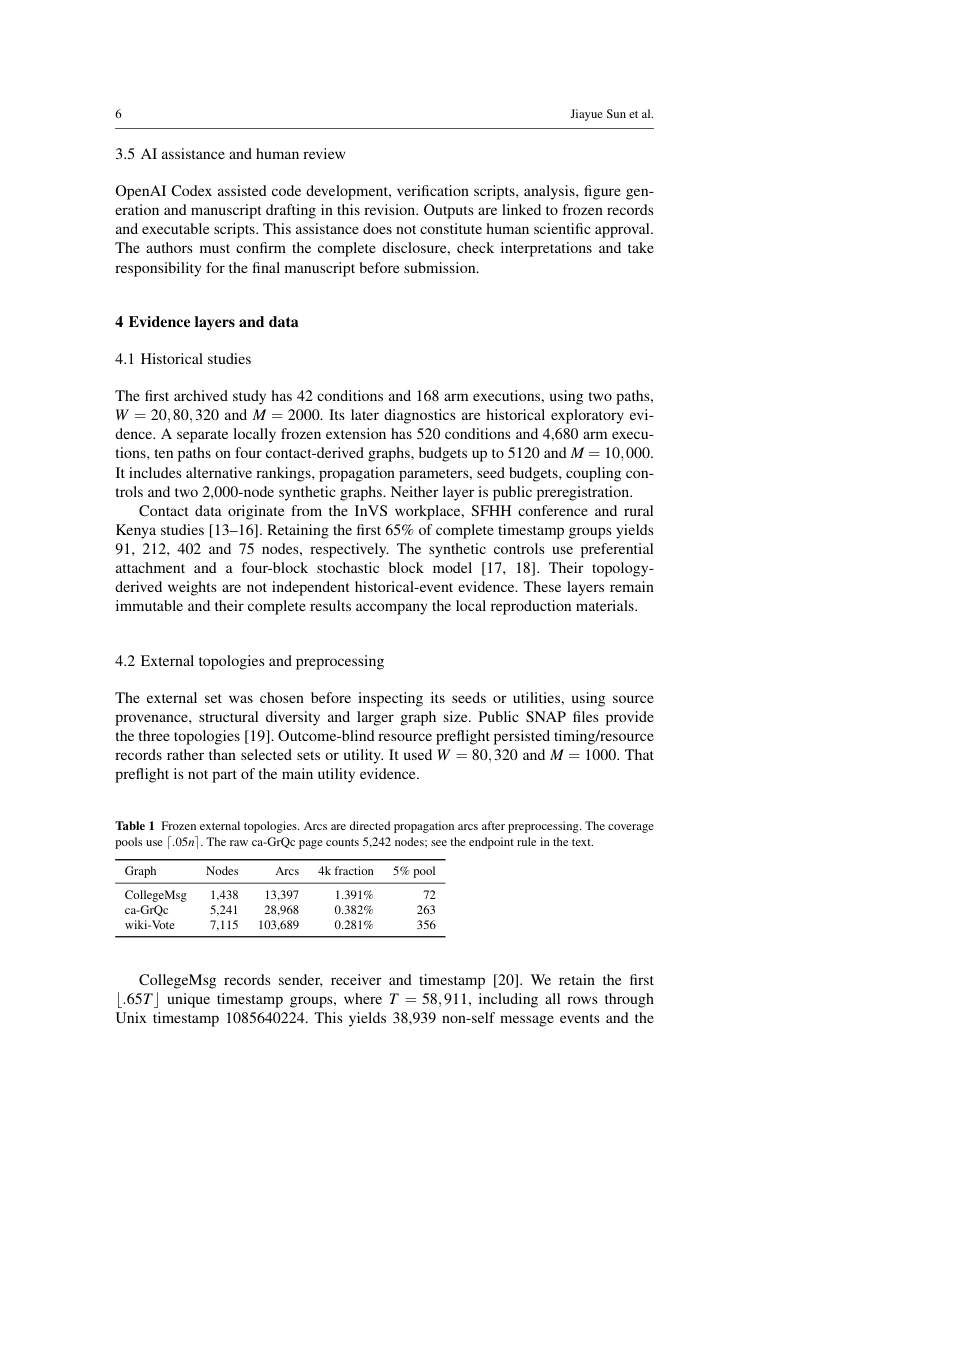 6 Jiayue Sun et al.
3.5 AI assistance and human review
OpenAI Codex assisted code development, verification scripts, analysis, figure gen-
eration and manuscript drafting in this revision. Outputs are linked to frozen records
and executable scripts. This assistance does not constitute human scientific approval.
The authors must confirm the complete disclosure, check interpretations and take
responsibility for the final manuscript before submission.
4 Evidence layers and data
4.1 Historical studies
The first archived study has 42 conditions and 168 arm executions, using two paths,
W = 20,80,320 and M = 2000. Its later diagnostics are historical exploratory evi-
dence. A separate locally frozen extension has 520 conditions and 4,680 arm execu-
tions, ten paths on four contact-derived graphs, budgets up to 5120 and M = 10,000.
It includes alternative rankings, propagation parameters, seed budgets, coupling con-
trols and two 2,000-node synthetic graphs. Neither layer is public preregistration.
Contact data originate from the InVS workplace, SFHH conference and rural
Kenya studies [13–16]. Retaining the first 65% of complete timestamp groups yields
91, 212, 402 and 75 nodes, respectively. The synthetic controls use preferential
attachment and a four-block stochastic block model [17, 18]. Their topology-
derived weights are not independent historical-event evidence. These layers remain
immutable and their complete results accompany the local reproduction materials.
4.2 External topologies and preprocessing
The external set was chosen before inspecting its seeds or utilities, using source
provenance, structural diversity and larger graph size. Public SNAP files provide
the three topologies [19]. Outcome-blind resource preflight persisted timing/resource
records rather than selected sets or utility. It used W = 80,320 and M = 1000. That
preflight is not part of the main utility evidence.
Table 1 Frozen external topologies. Arcs are directed propagation arcs after preprocessing. The coverage
pools use ⌈.05n⌉. The raw ca-GrQc page counts 5,242 nodes; see the endpoint rule in the text.
Graph Nodes Arcs 4k fraction 5% pool
CollegeMsg 1,438 13,397 1.391% 72
ca-GrQc 5,241 28,968 0.382% 263
wiki-Vote 7,115 103,689 0.281% 356
CollegeMsg records sender, receiver and timestamp [20]. We retain the first
⌊.65T⌋ unique timestamp groups, where T = 58,911, including all rows through
Unix timestamp 1085640224. This yields 38,939 non-self message events and the